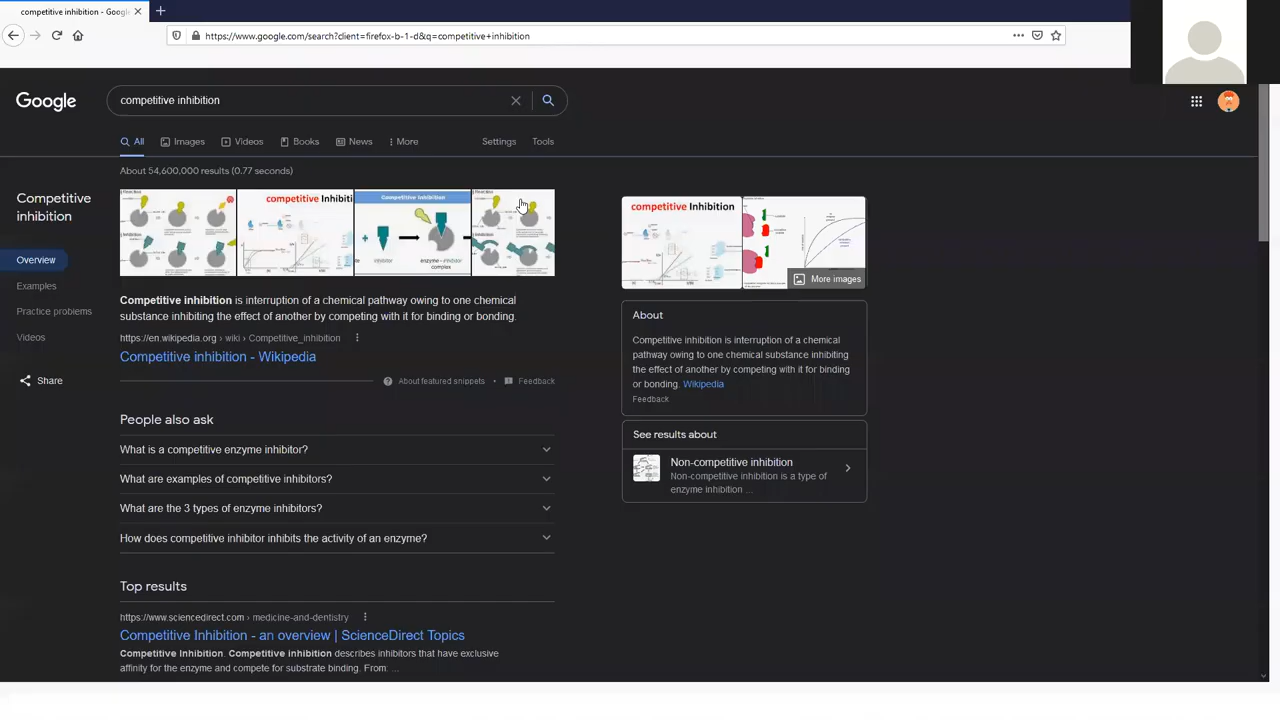 competitive inhibition - Google
https://www.google.com/search?client=firefox-b-1-d&q=competitive+inhibition
Google
competitive inhibition
All Images Videos Books News More Settings Tools
About 54,600,000 results (0.77 seconds)
Competitive
inhibition
Overview
Examples
Practice problems
Videos
Share
competitive Inhibiti
Competitive Inhibition
inhibitor
enzyme - inhibitor
complex
Competitive inhibition is interruption of a chemical pathway owing to one chemical
substance inhibiting the effect of another by competing with it for binding or bonding.
https://en.wikipedia.org › wiki › Competitive_inhibition
Competitive inhibition - Wikipedia
About featured snippets • Feedback
People also ask
What is a competitive enzyme inhibitor?
What are examples of competitive inhibitors?
What are the 3 types of enzyme inhibitors?
How does competitive inhibitor inhibits the activity of an enzyme?
Top results
https://www.sciencedirect.com › medicine-and-dentistry
Competitive Inhibition - an overview | ScienceDirect Topics
Competitive Inhibition. Competitive inhibition describes inhibitors that have exclusive
affinity for the enzyme and compete for substrate binding. From: ...
competitive Inhibition
More images
About
Competitive inhibition is interruption of a chemical
pathway owing to one chemical substance inhibiting
the effect of another by competing with it for binding
or bonding. Wikipedia
Feedback
See results about
Non-competitive inhibition
Non-competitive inhibition is a type of
enzyme inhibition ...